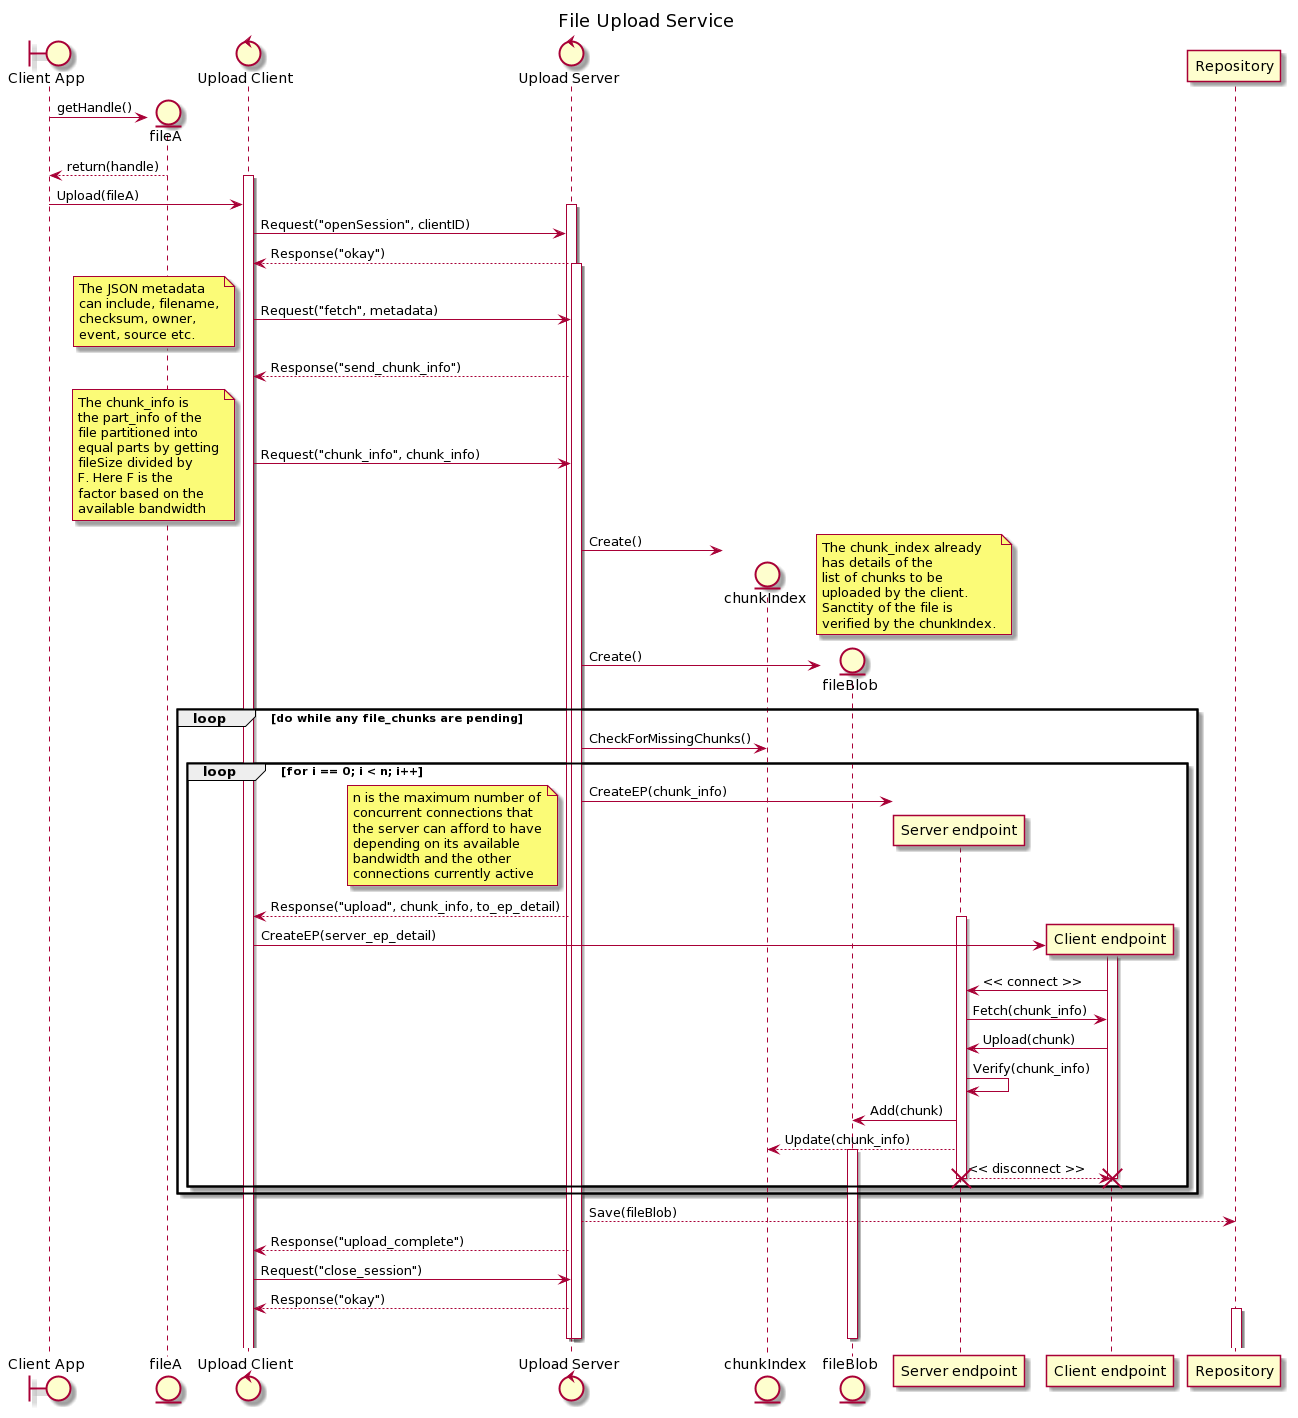 File Upload Service
Client App
Upload Client
Upload Server
Repository
getHandle()
fileA
return(handle)
Upload(fileA)
Request("openSession", clientID)
Response("okay")
The JSON metadata
can include, filename,
checksum, owner,
event, source etc.
Request("fetch", metadata)
Response("send_chunk_info")
The chunk_info is
the part_info of the
file partitioned into
equal parts by getting
fileSize divided by
F. Here F is the
factor based on the
available bandwidth
Request("chunk_info", chunk_info)
Create()
chunkIndex
The chunk_index already
has details of the
list of chunks to be
uploaded by the client.
Sanctity of the file is
verified by the chunkIndex.
Create()
fileBlob
loop [do while any file_chunks are pending]
CheckForMissingChunks()
loop [for i == 0; i < n; i++]
n is the maximum number of
concurrent connections that
the server can afford to have
depending on its available
bandwidth and the other
connections currently active
CreateEP(chunk_info)
Server endpoint
Response("upload", chunk_info, to_ep_detail)
CreateEP(server_ep_detail)
Client endpoint
<< connect >>
Fetch(chunk_info)
Upload(chunk)
Verify(chunk_info)
Add(chunk)
Update(chunk_info)
<< disconnect >>
Save(fileBlob)
Response("upload_complete")
Request("close_session")
Response("okay")
Client App
fileA
Upload Client
Upload Server
chunkIndex
fileBlob
Server endpoint
Client endpoint
Repository